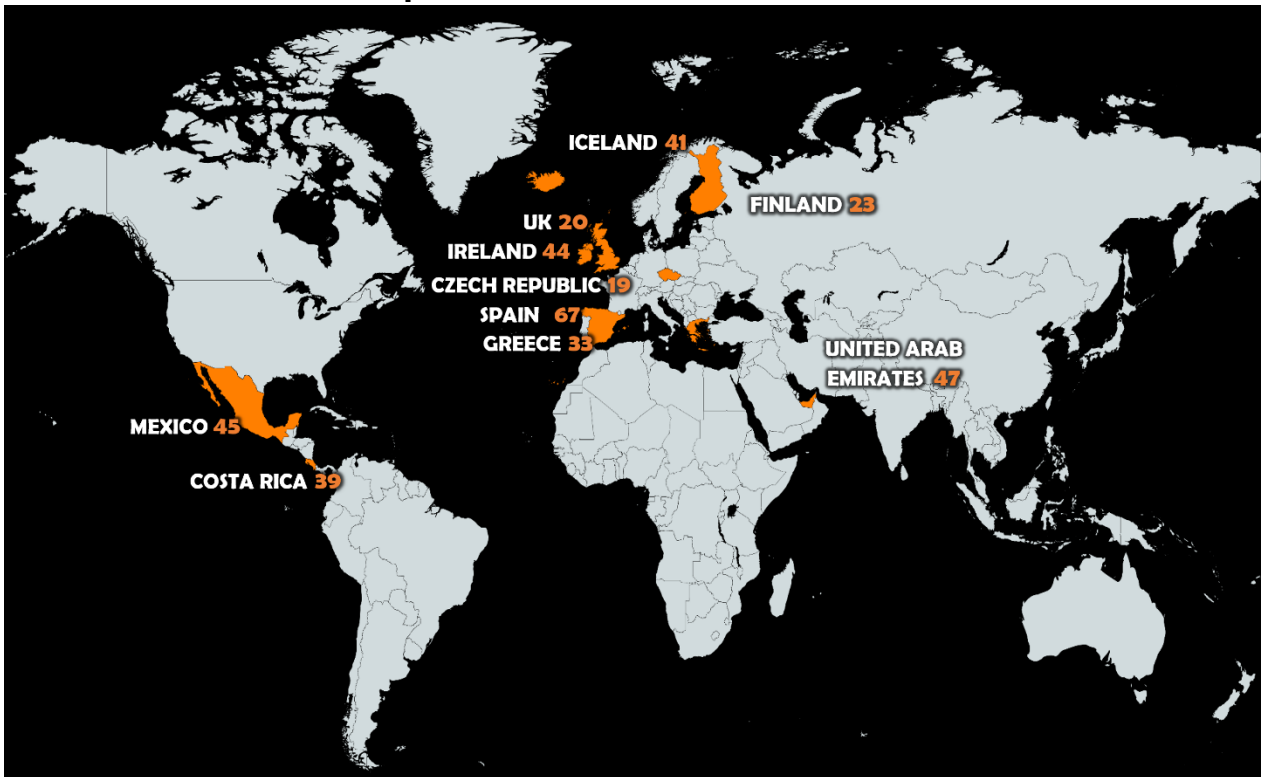 ICELAND 41
FINLAND 23
UK 20
IRELAND 44
CZECH REPUBLIC 19
SPAIN 67
GREECE 33
UNITED ARAB
EMIRATES 47
MEXICO 45
COSTA RICA 39